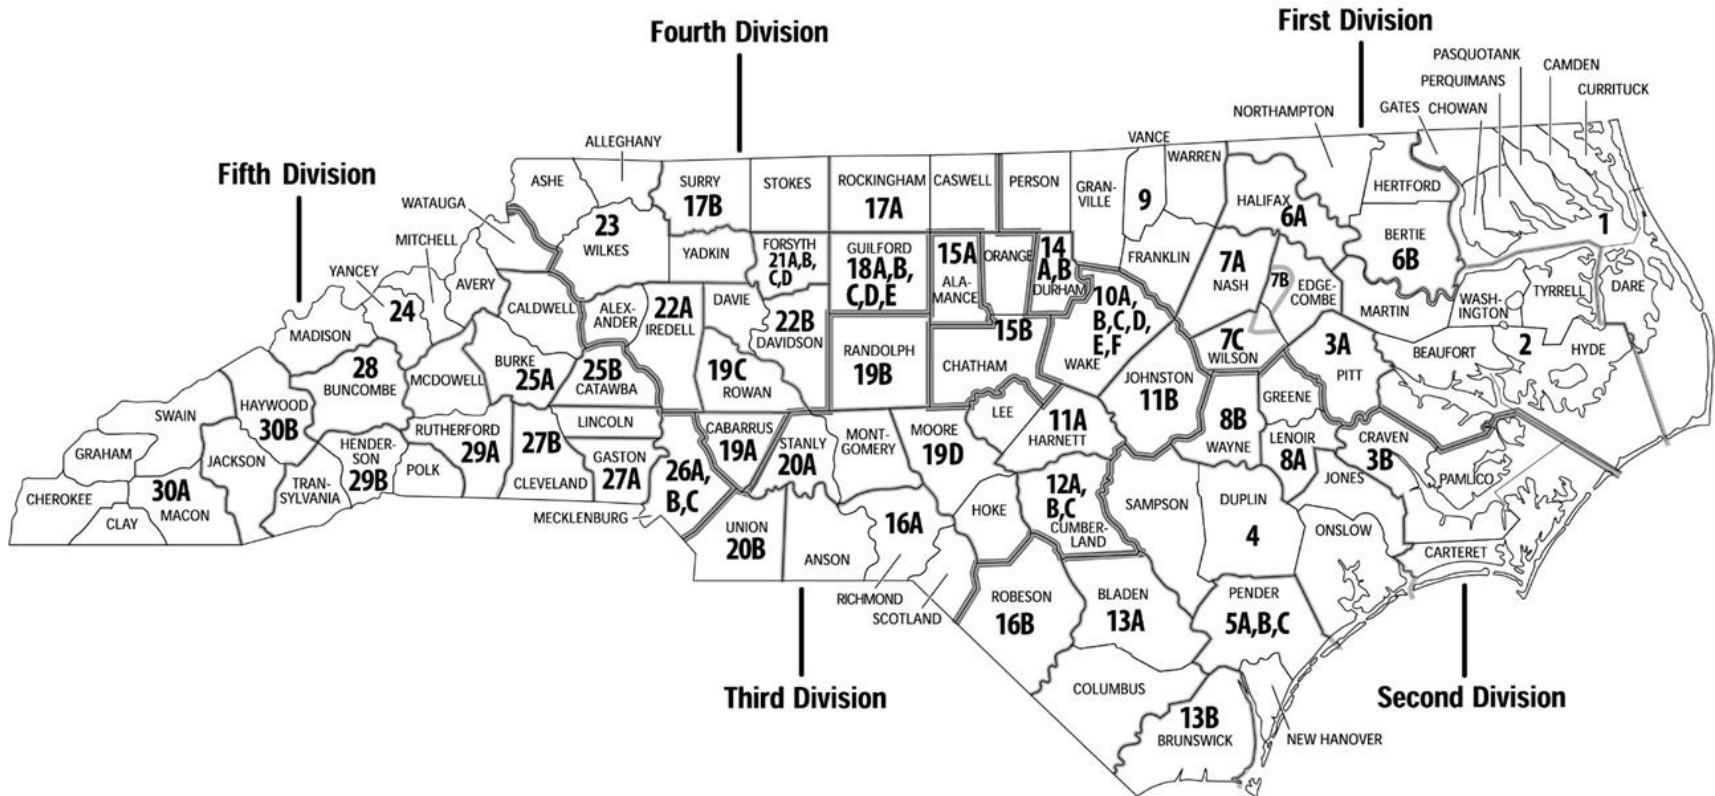 First Division
Fourth Division
PASQUOTANK
CAMDEN
PERQUIMANS
CURRITUCK
NORTHAMPTON
GATES
CHOWAN
ALLEGHANY
VANCE
WARREN
Fifth Division
ASHE
SURRY
17B
STOKES
ROCKINGHAM
17A
CASWELL
PERSON
GRAN-
VILLE
9
HERTFORD
WATAUGA
23
WILKES
HALIFAX
6A
1
MITCHELL
YADKIN
FORSYTH
21A,B,
C,D
GUILFORD
18A,B,
C,D,E
15A
ALA-
MANCE
ORANGE
14
A,B
DURHAM
FRANKLIN
7A
NASH
7B
EDGE-
COMBE
BERTIE
6B
YANCEY
AVERY
24
CALDWELL
ALEX-
ANDER
22A
IREDELL
DAVIE
22B
DAVIDSON
10A,
B,C,D,
E,F
WAKE
MARTIN
WASH-
INGTON
TYRRELL
DARE
MADISON
15B
7C
WILSON
3A
PITT
BEAUFORT
2
HYDE
28
BUNCOMBE
MCDOWELL
BURKE
25A
25B
CATAWBA
19C
ROWAN
RANDOLPH
19B
CHATHAM
JOHNSTON
11B
GREENE
SWAIN
HAYWOOD
30B
RUTHERFORD
29A
27B
LINCOLN
CABARRUS
19A
STANLY
20A
MONT-
GOMERY
MOORE
19D
LEE
11A
HARNETT
8B
WAYNE
LENOIR
8A
CRAVEN
3B
GRAHAM
JACKSON
HENDER-
SON
29B
POLK
GASTON
27A
CLEVELAND
26A,
B,C
PAMLICO
JONES
CHEROKEE
30A
MACON
CLAY
TRAN-
SYLVANIA
MECKLENBURG
UNION
20B
ANSON
16A
HOKE
12A,
B,C
CUMBER-
LAND
SAMPSON
DUPLIN
4
ONSLOW
CARTERET
RICHMOND
SCOTLAND
ROBESON
16B
BLADEN
13A
PENDER
5A,B,C
Third Division
COLUMBUS
Second Division
13B
BRUNSWICK
NEW HANOVER